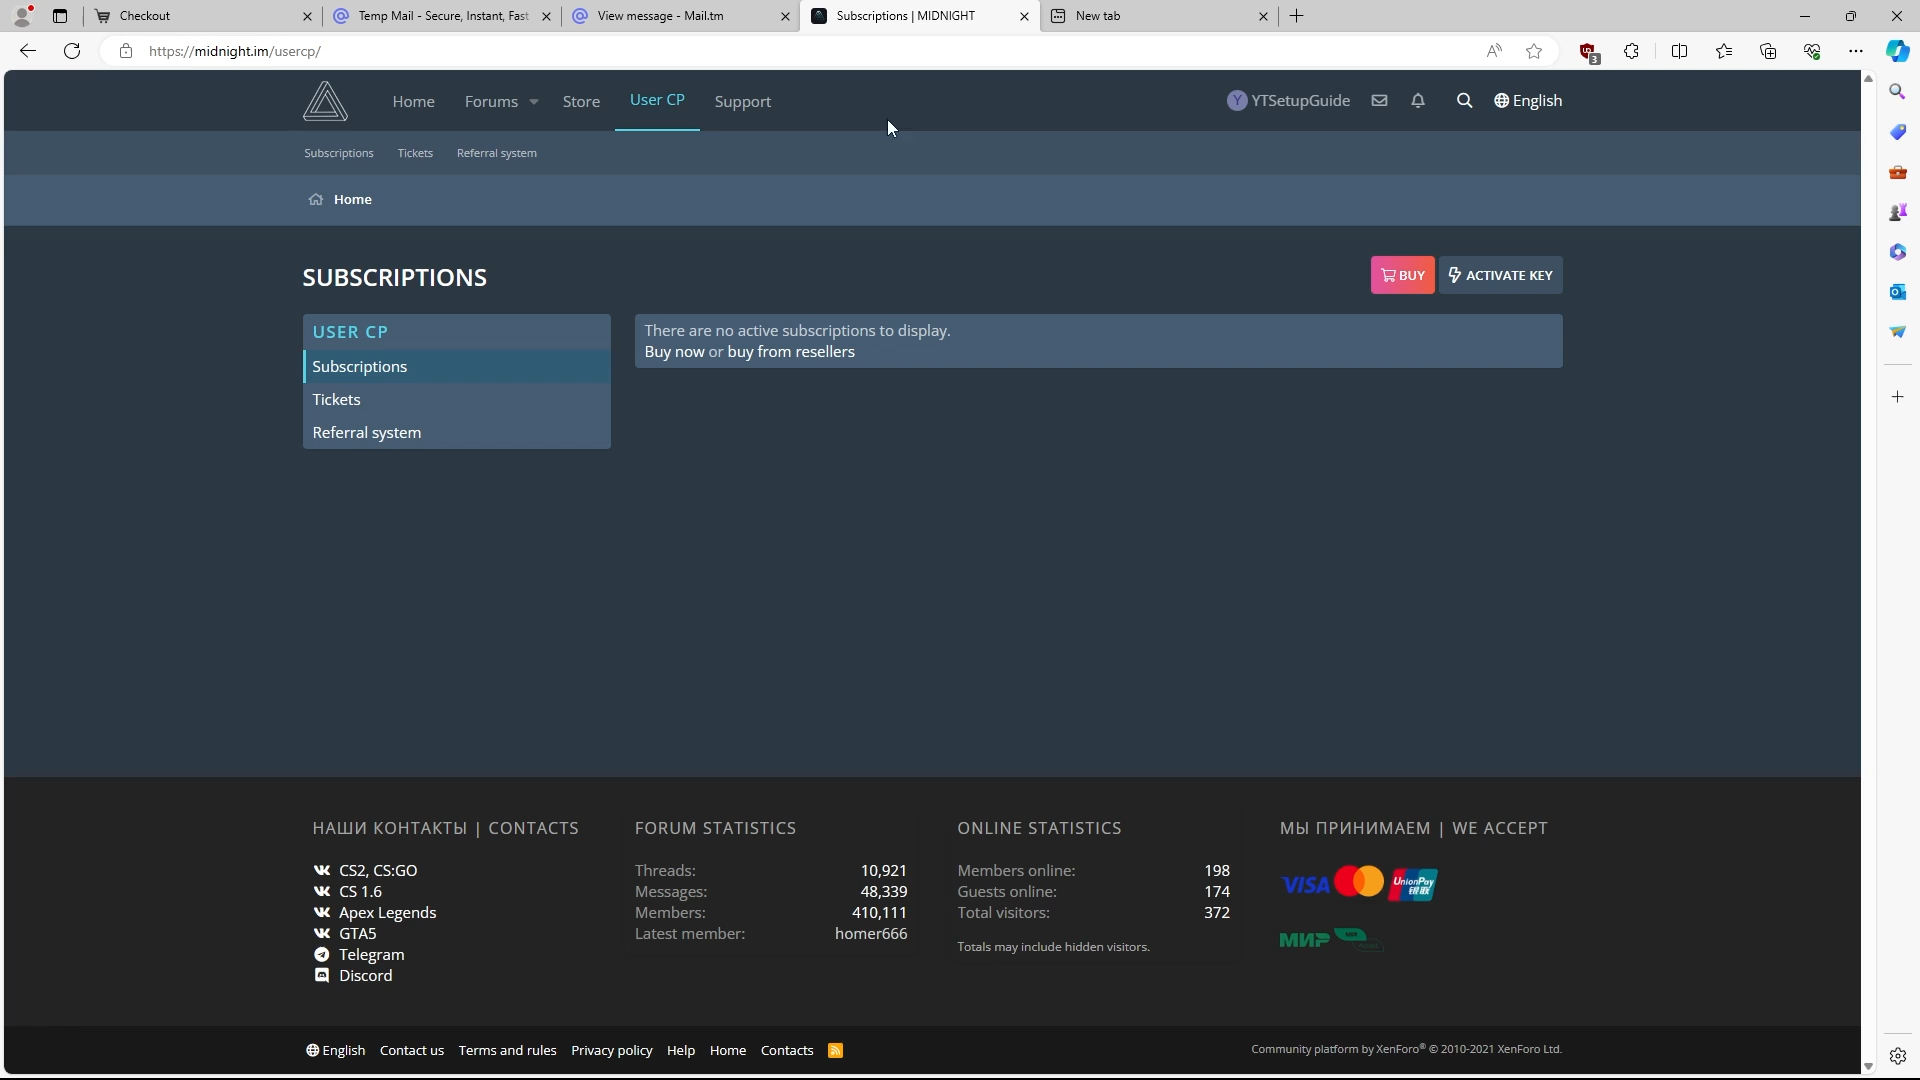 Checkout
Temp Mail - Secure, Instant, Fast
View message - Mail.tm
Subscriptions | MIDNIGHT
New tab
https://midnight.im/usercp/
3
Home
Forums
Store
User CP
Support
Y YTSetupGuide
English
Subscriptions
Tickets
Referral system
Home
SUBSCRIPTIONS
BUY
ACTIVATE KEY
USER CP
Subscriptions
Tickets
Referral system
There are no active subscriptions to display.
Buy now or buy from resellers
НАШИ КОНТАКТЫ | CONTACTS
CS2, CS:GO
CS 1.6
Apex Legends
GTA5
Telegram
Discord
FORUM STATISTICS
Threads: 10,921
Messages: 48,339
Members: 410,111
Latest member: homer666
ONLINE STATISTICS
Members online: 198
Guests online: 174
Total visitors: 372
Totals may include hidden visitors.
МЫ ПРИНИМАЕМ | WE ACCEPT
VISA
UnionPay
МИР
English
Contact us
Terms and rules
Privacy policy
Help
Home
Contacts
Community platform by XenForo® © 2010-2021 XenForo Ltd.